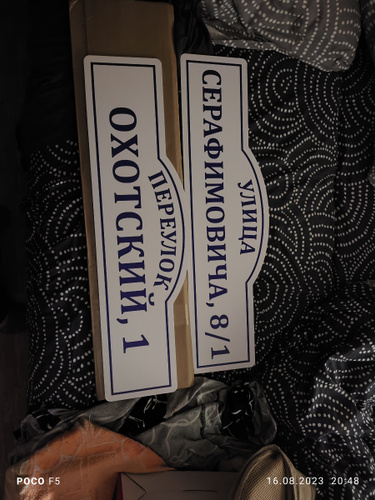 УЛИЦА
СЕРАФИМОВИЧА, 8/1
ПЕРЕУЛОК
ОХОТСКИЙ, 1
POCO F5
16.08.2023 20:48